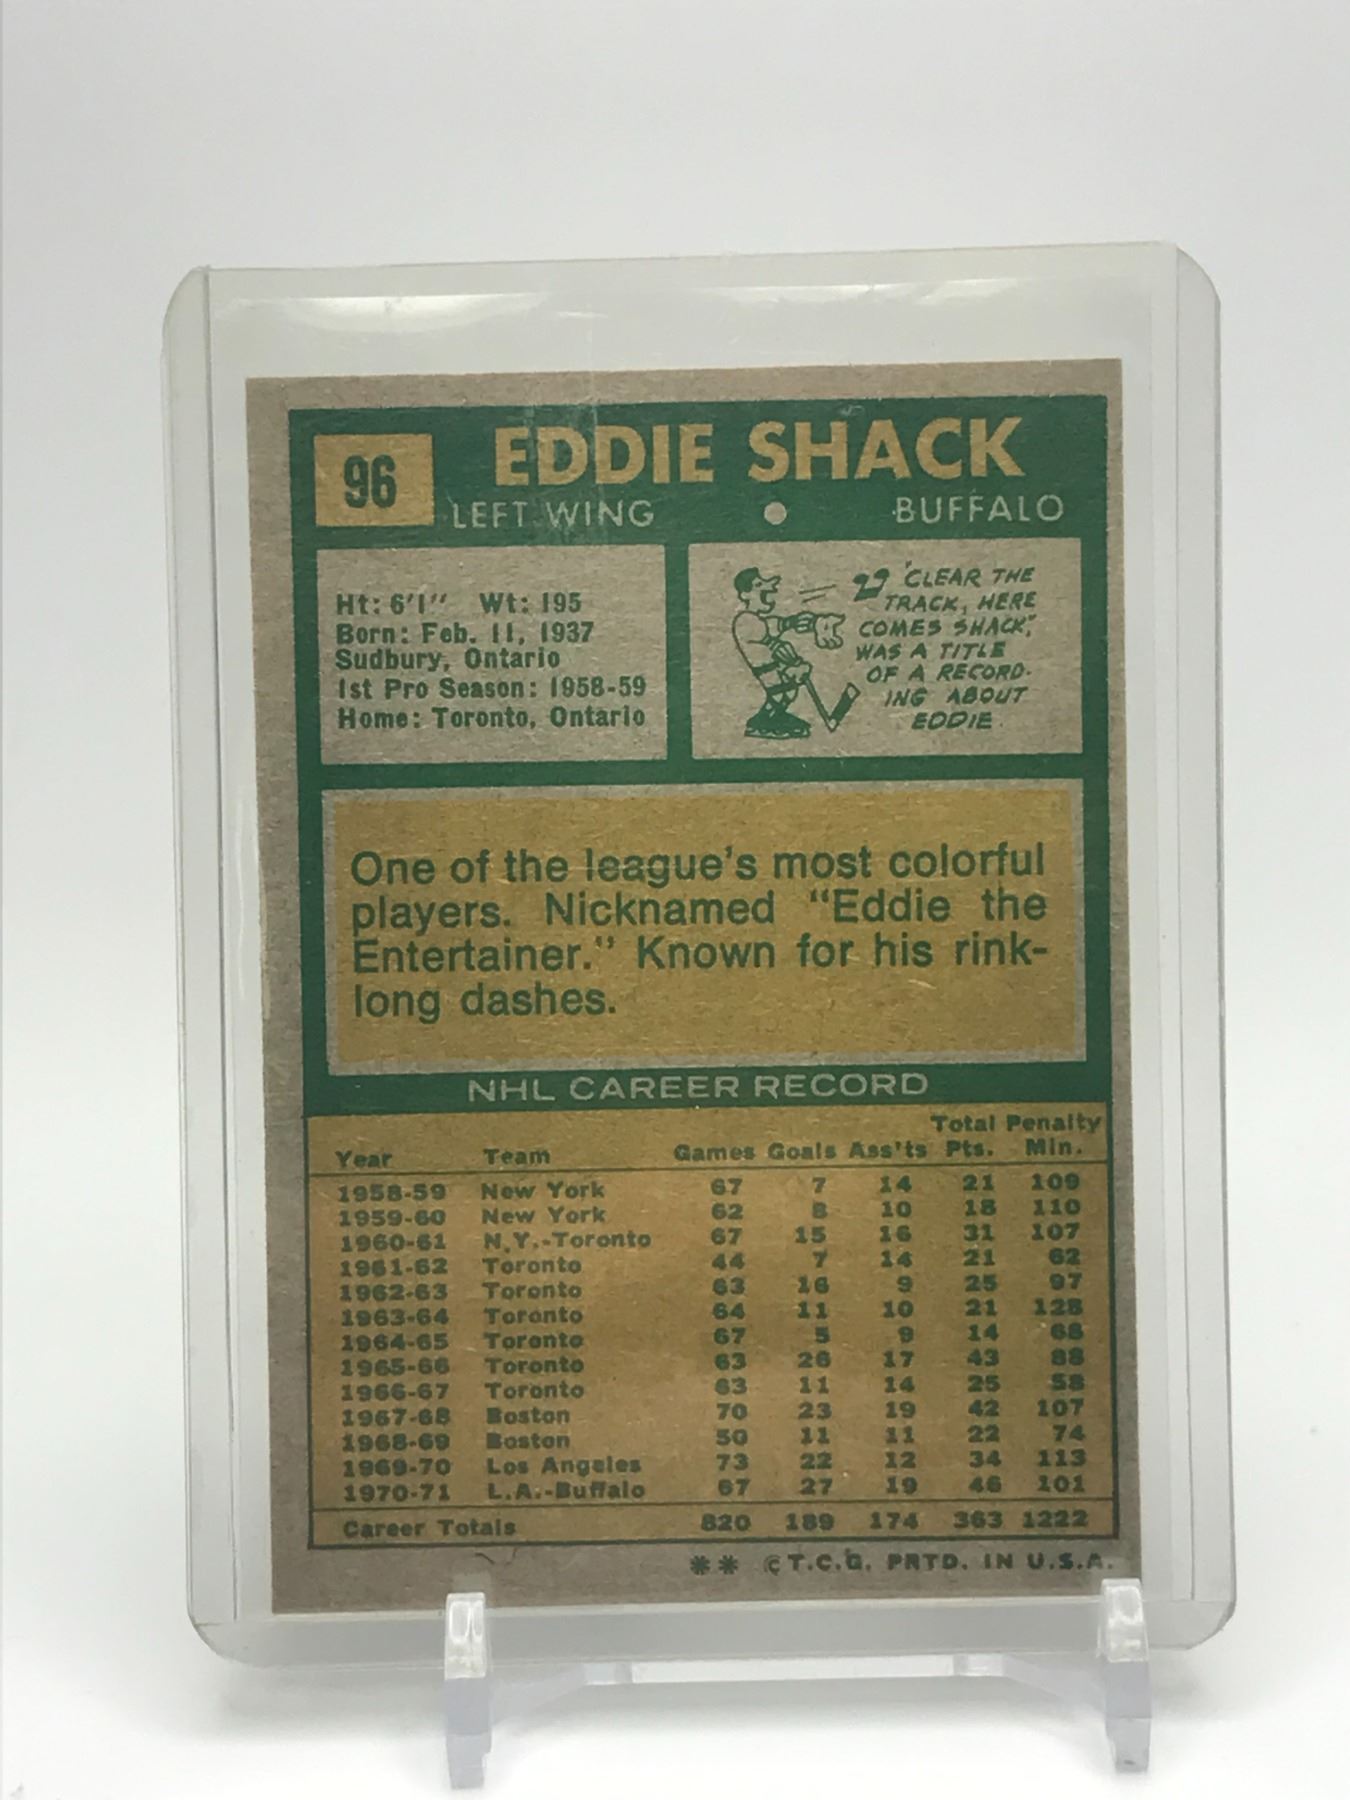 96
EDDIE SHACK
LEFT WING • BUFFALO
Ht: 6'1" Wt: 195
Born: Feb. 11, 1937
Sudbury, Ontario
1st Pro Season: 1958-59
Home: Toronto, Ontario
"CLEAR THE
TRACK, HERE
COMES SHACK,"
WAS A TITLE
OF A RECORD-
ING ABOUT
EDDIE.
One of the league's most colorful
players. Nicknamed "Eddie the
Entertainer." Known for his rink-
long dashes.
NHL CAREER RECORD
Total Penalty
Year Team Games Goals Ass'ts Pts. Min.
1958-59 New York 67 7 14 21 109
1959-60 New York 62 8 10 18 110
1960-61 N.Y.-Toronto 67 15 16 31 107
1961-62 Toronto 44 7 14 21 62
1962-63 Toronto 63 16 9 25 97
1963-64 Toronto 64 11 10 21 128
1964-65 Toronto 67 5 9 14 68
1965-66 Toronto 63 26 17 43 88
1966-67 Toronto 63 11 14 25 58
1967-68 Boston 70 23 19 42 107
1968-69 Boston 50 11 11 22 74
1969-70 Los Angeles 73 22 12 34 113
1970-71 L.A.-Buffalo 67 27 19 46 101
Career Totals 820 189 174 363 1222
** © T.C.G. PRTD. IN U.S.A.